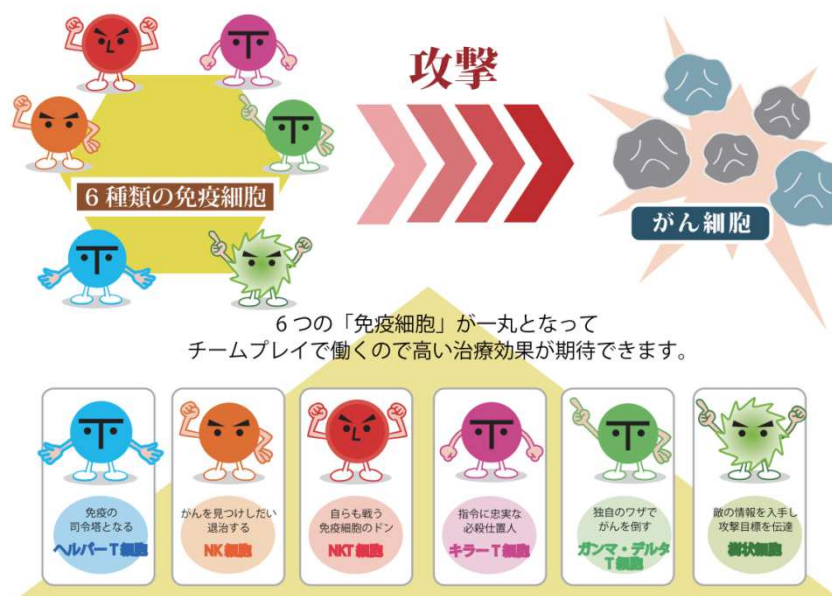 攻撃
6種類の免疫細胞
がん細胞
6つの「免疫細胞」が一丸となって
チームプレイで働くので高い治療効果が期待できます。
免疫の
司令塔となる
ヘルパーT細胞
がんを見つけしだい
退治する
NK細胞
自らも戦う
免疫細胞のドン
NKT細胞
指令に忠実な
必殺仕置人
キラーT細胞
独自のワザで
がんを倒す
ガンマ・デルタ
T細胞
敵の情報を入手し
攻撃目標を伝達
樹状細胞